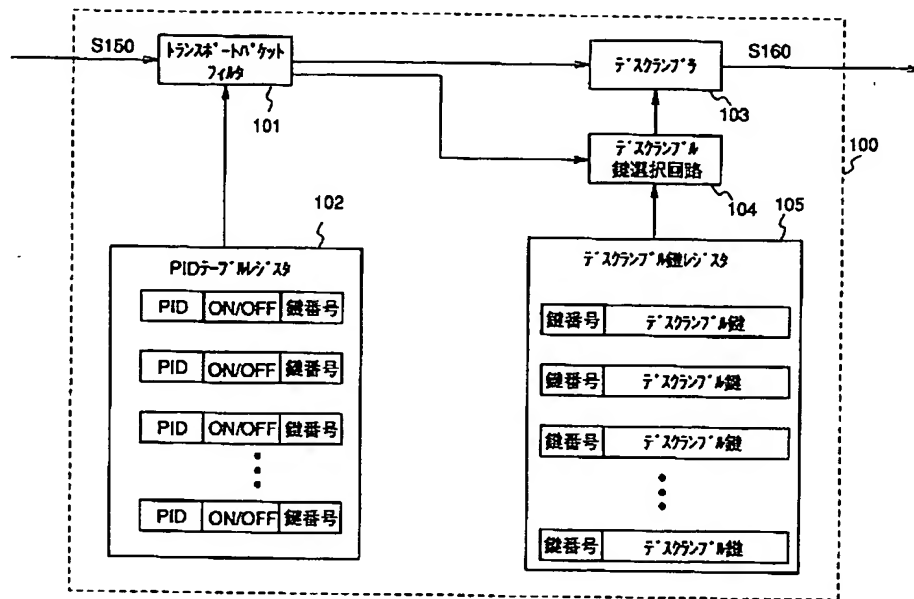 S150
トランスポートパケット
フィルタ
101
デスクランブラ
103
S160
デスクランブル
鍵選択回路
104
100
102
PIDテーブルレジスタ
PID ON/OFF 鍵番号
PID ON/OFF 鍵番号
PID ON/OFF 鍵番号
PID ON/OFF 鍵番号
105
デスクランブル鍵レジスタ
鍵番号 デスクランブル鍵
鍵番号 デスクランブル鍵
鍵番号 デスクランブル鍵
鍵番号 デスクランブル鍵